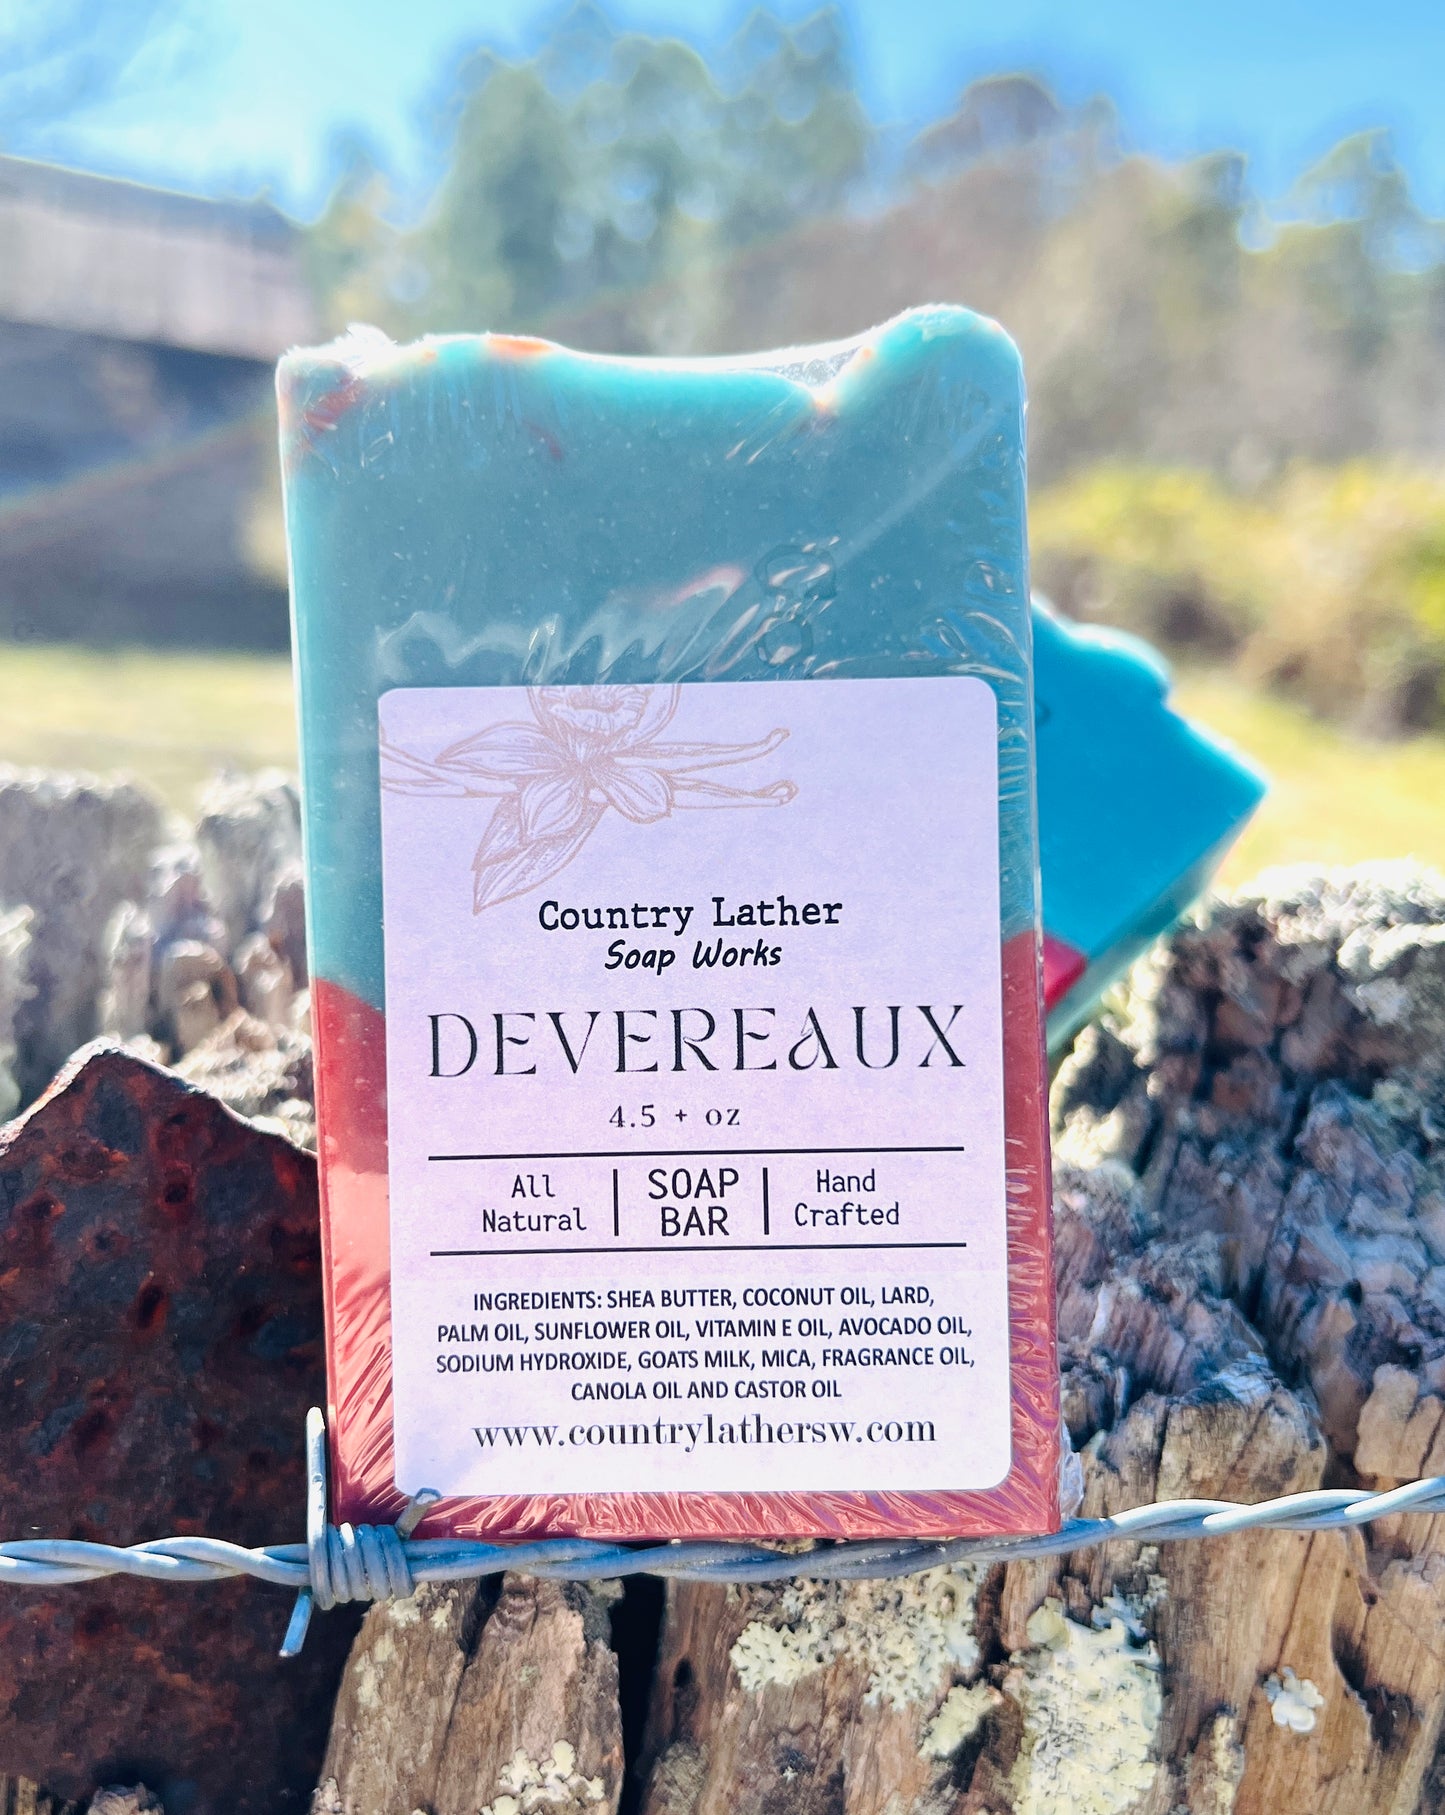 Country Lather
Soap Works
DEVEREAUX
4.5 + oz
All Natural | SOAP BAR | Hand Crafted
INGREDIENTS: SHEA BUTTER, COCONUT OIL, LARD,
PALM OIL, SUNFLOWER OIL, VITAMIN E OIL, AVOCADO OIL,
SODIUM HYDROXIDE, GOATS MILK, MICA, FRAGRANCE OIL,
CANOLA OIL AND CASTOR OIL
www.countrylathersw.com